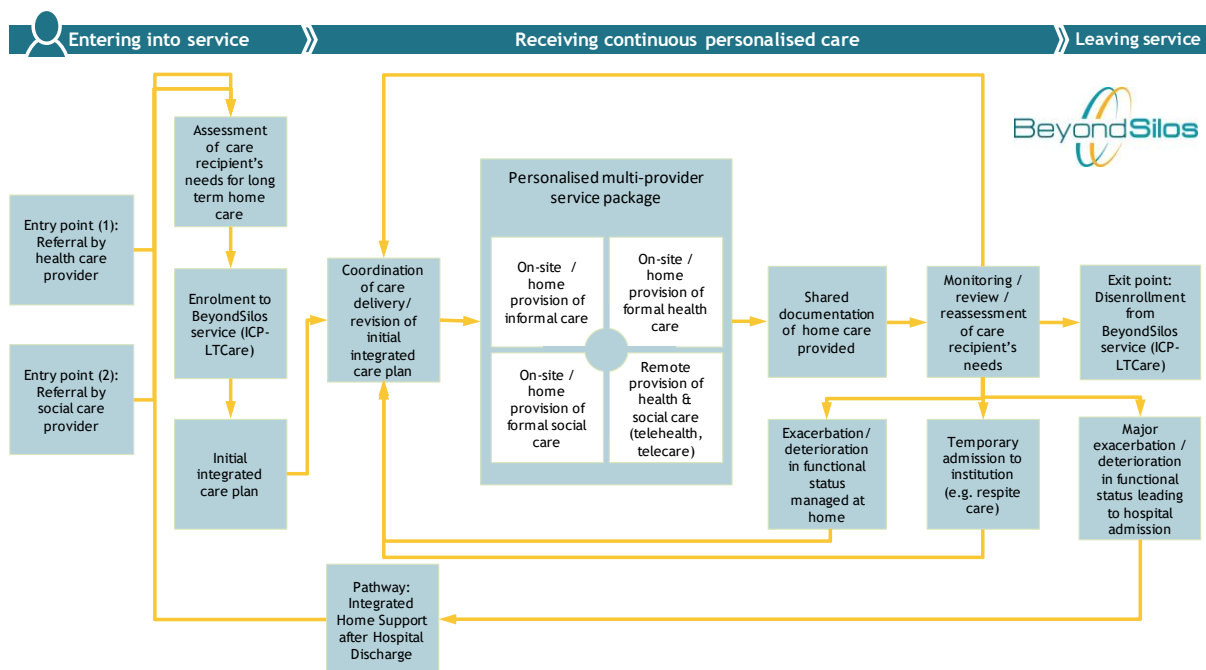 Entering into service
Receiving continuous personalised care
Leaving service
BeyondSilos
Assessment
of care
recipient's
needs for long
term home
care
Entry point (1):
Referral by
health care
provider
Enrolment to
BeyondSilos
service (ICP-
LTCare)
Entry point (2):
Referral by
social care
provider
Initial
integrated
care plan
Coordination
of care
delivery/
revision of
initial
integrated
care plan
Personalised multi-provider
service package
On-site /
home
provision of
informal care
On-site /
home
provision of
formal health
care
On-site /
home
provision of
formal social
care
Remote
provision of
health &
social care
(telehealth,
telecare)
Shared
documentation
of home care
provided
Monitoring /
review /
reassessment
of care
recipient's
needs
Exit point:
Disenrollment
from
BeyondSilos
service (ICP-
LTCare)
Exacerbation/
deterioration
in functional
status
managed at
home
Temporary
admission to
institution
(e.g. respite
care)
Major
exacerbation /
deterioration
in functional
status leading
to hospital
admission
Pathway:
Integrated
Home Support
after Hospital
Discharge